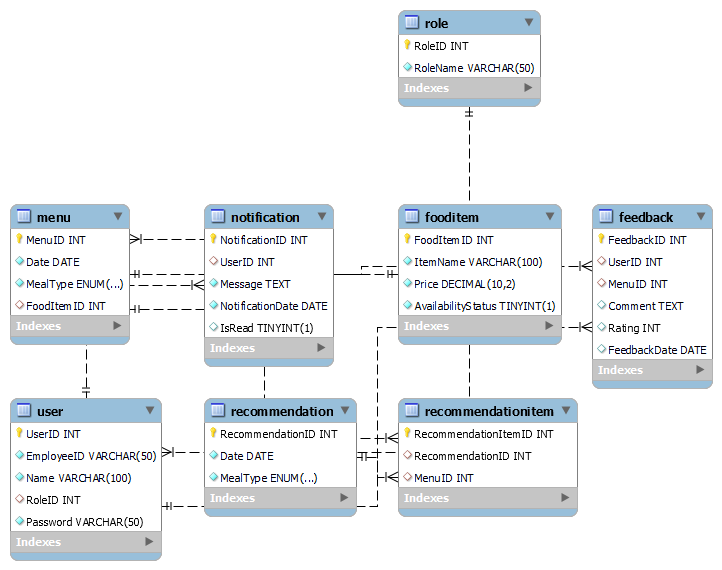 role
RoleID INT
RoleName VARCHAR(50)
Indexes
menu
MenuID INT
Date DATE
MealType ENUM(...)
FoodItemID INT
Indexes
notification
NotificationID INT
UserID INT
Message TEXT
NotificationDate DATE
IsRead TINYINT(1)
Indexes
fooditem
FoodItemID INT
ItemName VARCHAR(100)
Price DECIMAL(10,2)
AvailabilityStatus TINYINT(1)
Indexes
feedback
FeedbackID INT
UserID INT
MenuID INT
Comment TEXT
Rating INT
FeedbackDate DATE
Indexes
user
UserID INT
EmployeeID VARCHAR(50)
Name VARCHAR(100)
RoleID INT
Password VARCHAR(50)
Indexes
recommendation
RecommendationID INT
Date DATE
MealType ENUM(...)
Indexes
recommendationitem
RecommendationItemID INT
RecommendationID INT
MenuID INT
Indexes